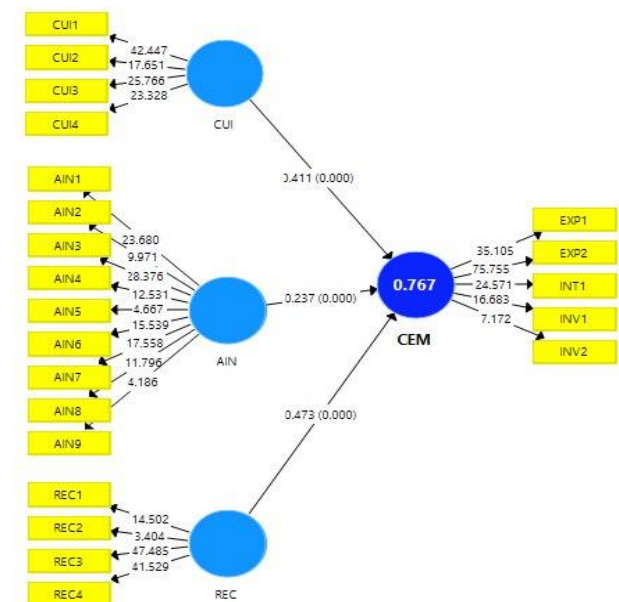 CUI1
CUI2
CUI3
CUI4
42.447
17.651
25.766
23.328
CUI
0.411 (0.000)
AIN1
AIN2
AIN3
AIN4
AIN5
AIN6
AIN7
AIN8
AIN9
23.680
9.971
28.376
12.531
4.667
15.539
17.558
11.796
4.186
AIN
0.237 (0.000)
REC1
REC2
REC3
REC4
14.502
3.404
47.485
41.529
REC
0.473 (0.000)
0.767
CEM
35.105
75.755
24.571
16.683
7.172
EXP1
EXP2
INT1
INV1
INV2